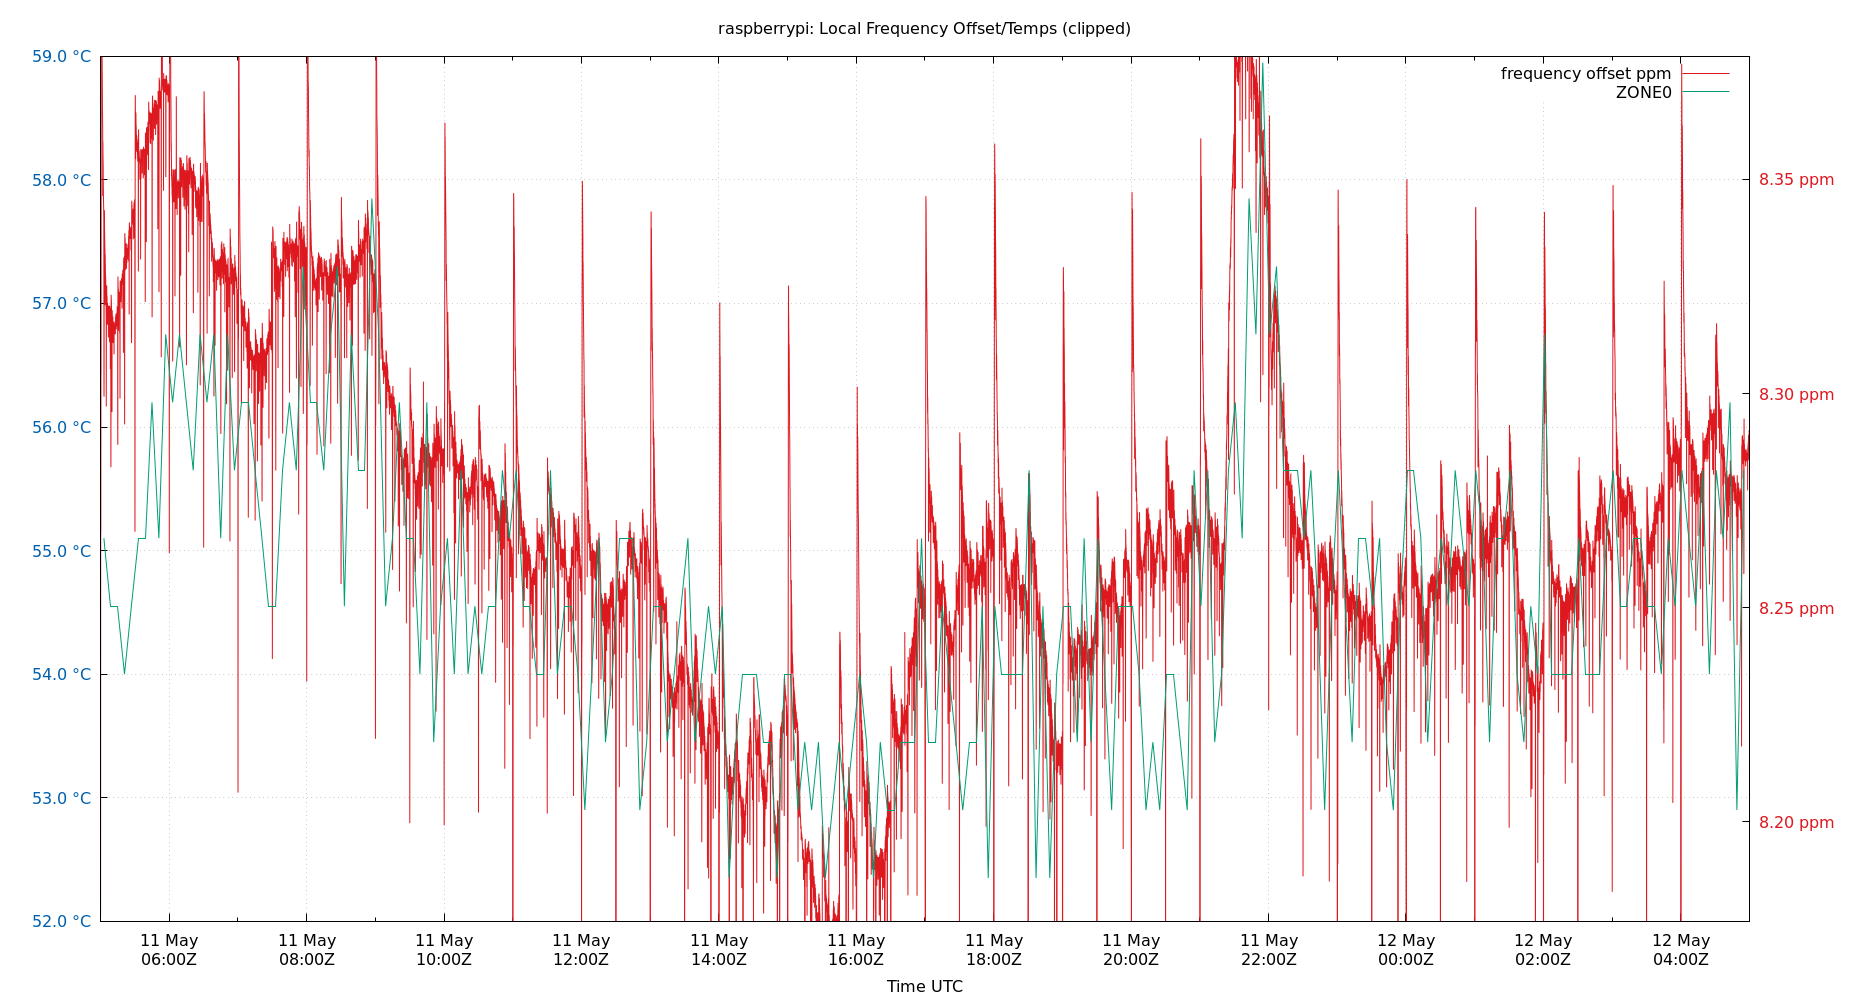 raspberrypi: Local Frequency Offset/Temps (clipped)
frequency offset ppm
ZONE0
59.0 °C
58.0 °C
57.0 °C
56.0 °C
55.0 °C
54.0 °C
53.0 °C
52.0 °C
8.35 ppm
8.30 ppm
8.25 ppm
8.20 ppm
11 May 11 May 11 May 11 May 11 May 11 May 11 May 11 May 11 May 12 May 12 May 12 May
06:00Z 08:00Z 10:00Z 12:00Z 14:00Z 16:00Z 18:00Z 20:00Z 22:00Z 00:00Z 02:00Z 04:00Z
Time UTC